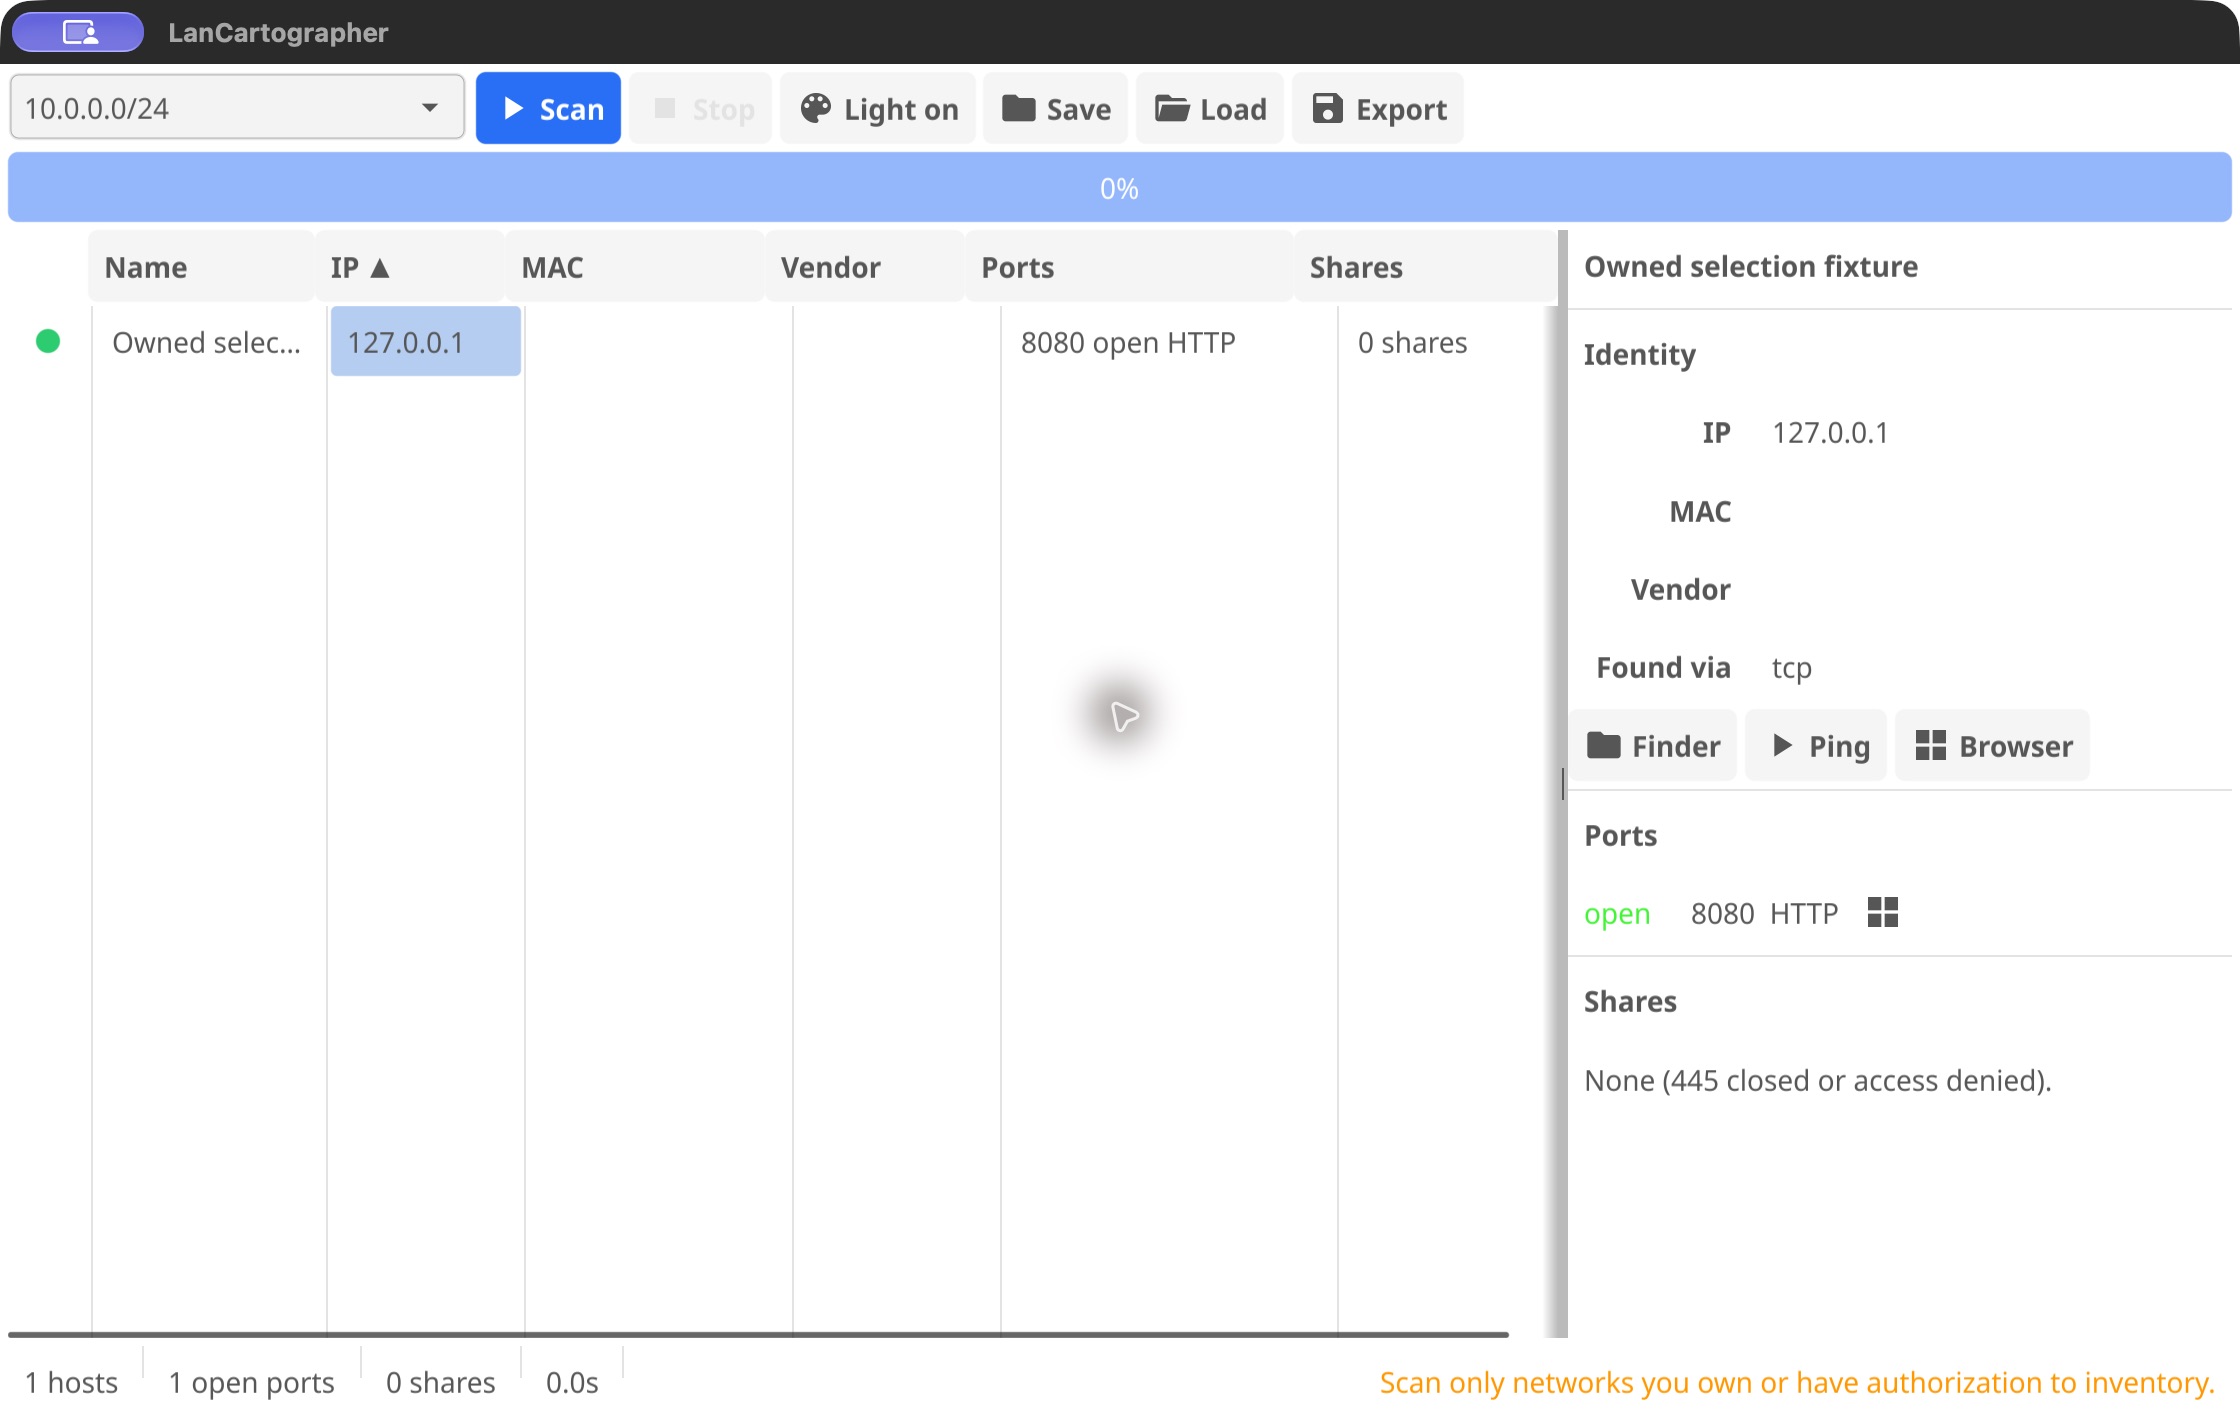 LanCartographer
10.0.0.0/24 Scan Stop Light on Save Load Export
0%
Name IP ▲ MAC Vendor Ports Shares
Owned selec... 127.0.0.1 8080 open HTTP 0 shares
Owned selection fixture
Identity
IP 127.0.0.1
MAC
Vendor
Found via tcp
Finder Ping Browser
Ports
open 8080 HTTP
Shares
None (445 closed or access denied).
1 hosts 1 open ports 0 shares 0.0s Scan only networks you own or have authorization to inventory.